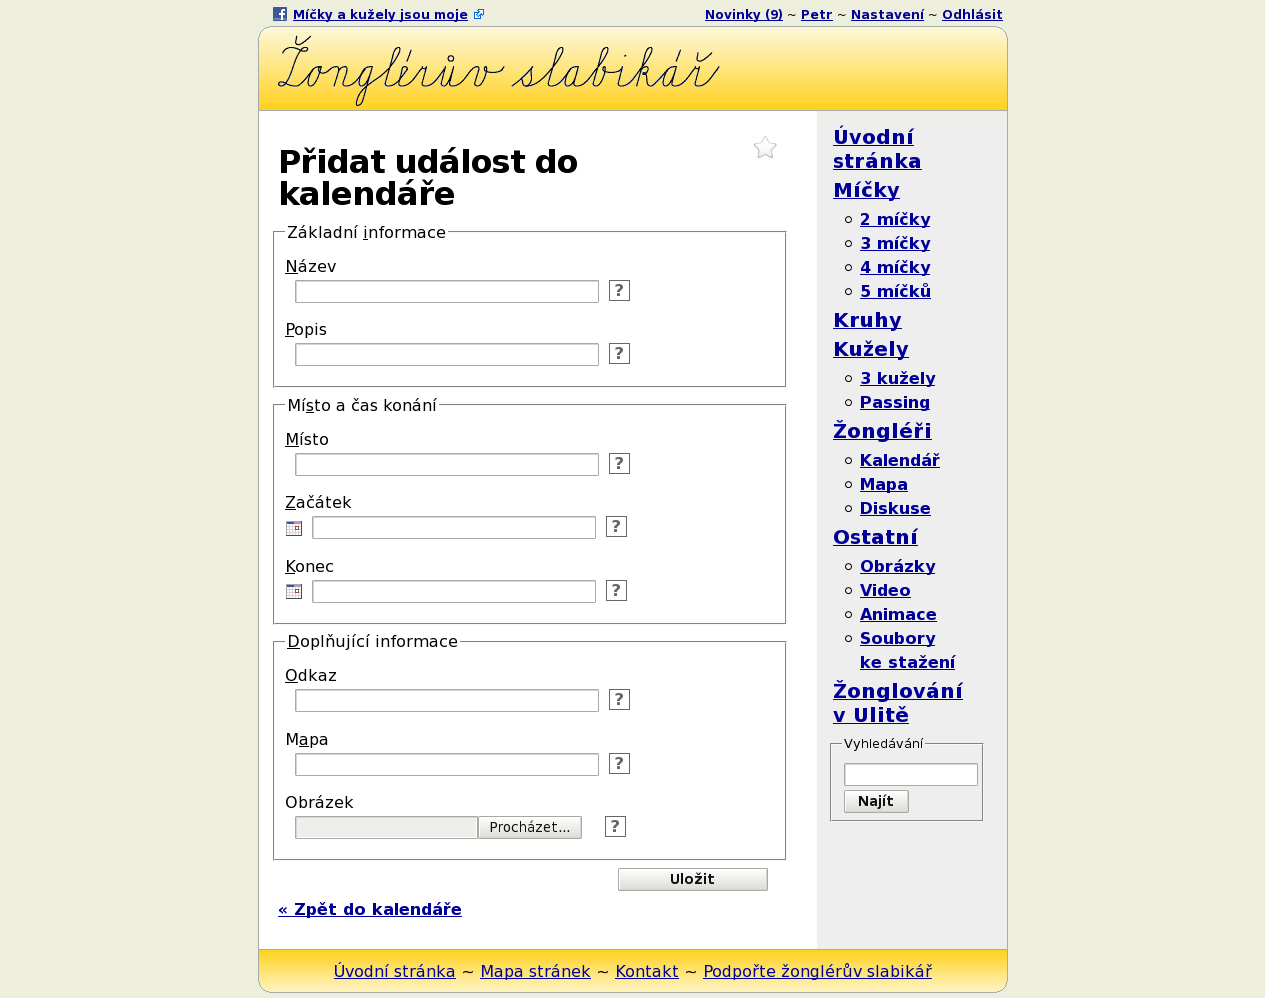 Míčky a kužely jsou moje
Novinky (9) ~ Petr ~ Nastavení ~ Odhlásit
Žonglérův slabikář
Přidat událost do
kalendáře
Základní informace
Název
?
Popis
?
Místo a čas konání
Místo
?
Začátek
?
Konec
?
Doplňující informace
Odkaz
?
Mapa
?
Obrázek
Procházet...
?
Uložit
« Zpět do kalendáře
Úvodní
stránka
Míčky
2 míčky
3 míčky
4 míčky
5 míčků
Kruhy
Kužely
3 kužely
Passing
Žongléři
Kalendář
Mapa
Diskuse
Ostatní
Obrázky
Video
Animace
Soubory
ke stažení
Žonglování
v Ulitě
Vyhledávání
Najít
Úvodní stránka ~ Mapa stránek ~ Kontakt ~ Podpořte žonglérův slabikář